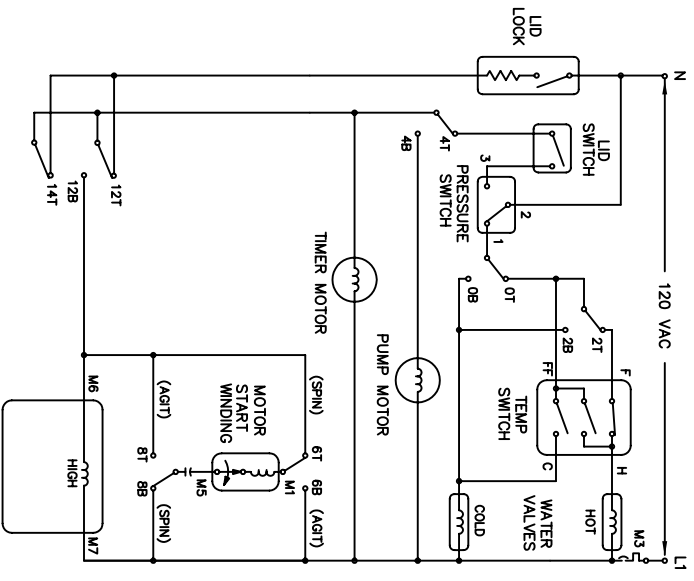 N
120 VAC
L1
LID
LOCK
LID
SWITCH
4T
4B
3
2
1
PRESSURE
SWITCH
0T
0B
2T
2B
F
FF
TEMP
SWITCH
C
H
WATER
VALVES
HOT
COLD
M3
12T
12B
14T
TIMER MOTOR
PUMP MOTOR
(SPIN)
6T
6B
(AGIT)
M1
MOTOR
START
WINDING
M5
(AGIT)
8T
8B
(SPIN)
M6
HIGH
M7